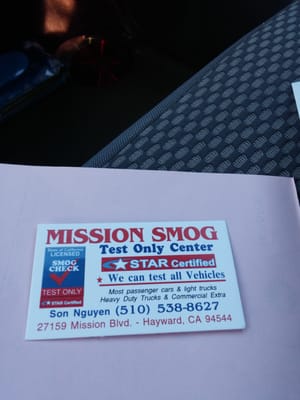 MISSION SMOG
Test Only Center
State of California
LICENSED
SMOG
CHECK
TEST ONLY
STAR Certified
STAR Certified
We can test all Vehicles
Most passenger cars & light trucks
Heavy Duty Trucks & Commercial Extra
Son Nguyen (510) 538-8627
27159 Mission Blvd. - Hayward, CA 94544